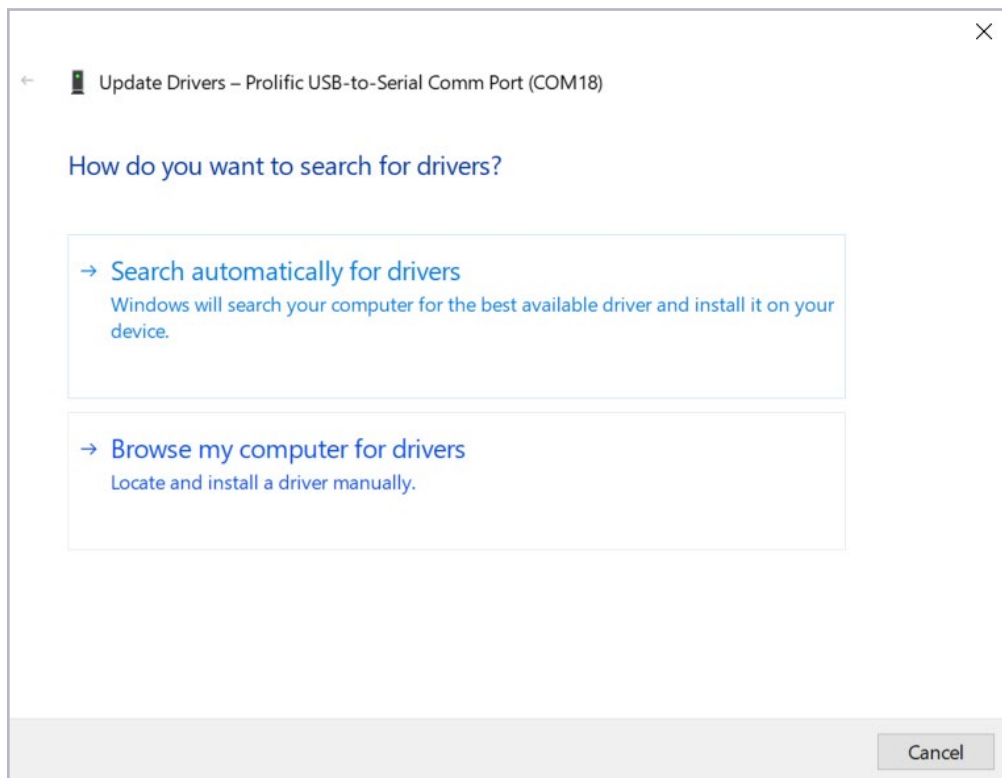 Update Drivers – Prolific USB-to-Serial Comm Port (COM18)
How do you want to search for drivers?
Search automatically for drivers
Windows will search your computer for the best available driver and install it on your
device.
Browse my computer for drivers
Locate and install a driver manually.
Cancel